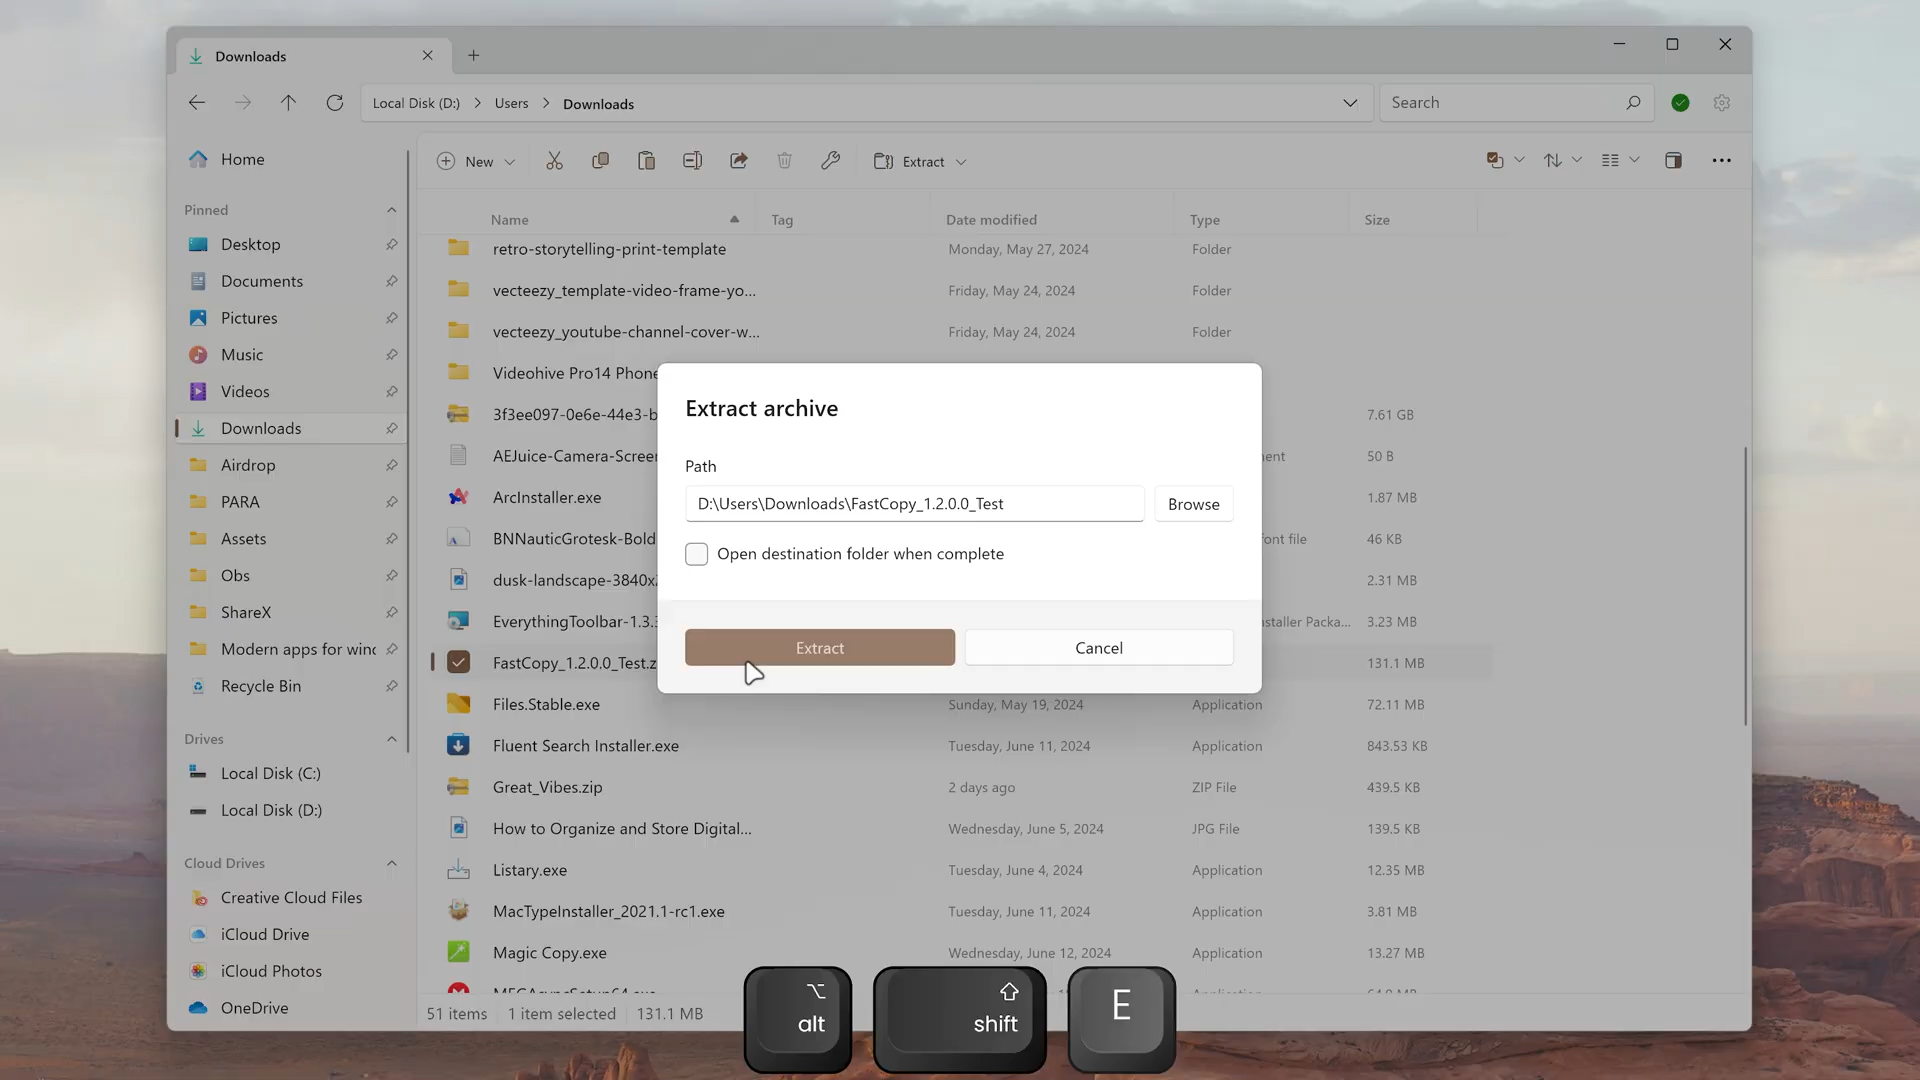 Downloads
Local Disk (D:) > Users > Downloads
Search
Home
Pinned
Desktop
Documents
Pictures
Music
Videos
Downloads
Airdrop
PARA
Assets
Obs
ShareX
Modern apps for winc
Recycle Bin
Drives
Local Disk (C:)
Local Disk (D:)
Cloud Drives
Creative Cloud Files
iCloud Drive
iCloud Photos
OneDrive
New
Extract
Name Tag Date modified Type Size
retro-storytelling-print-template Monday, May 27, 2024 Folder
vecteezy_template-video-frame-yo... Friday, May 24, 2024 Folder
vecteezy_youtube-channel-cover-w... Friday, May 24, 2024 Folder
Videohive Pro14 Phone
3f3ee097-0e6e-44e3-b 7.61 GB
AEJuice-Camera-Screen ent 50 B
ArcInstaller.exe 1.87 MB
BNNauticGrotesk-Bold font file 46 KB
dusk-landscape-3840x 2.31 MB
EverythingToolbar-1.3.3 nstaller Packa... 3.23 MB
FastCopy_1.2.0.0_Test.z 131.1 MB
Files.Stable.exe Sunday, May 19, 2024 Application 72.11 MB
Fluent Search Installer.exe Tuesday, June 11, 2024 Application 843.53 KB
Great_Vibes.zip 2 days ago ZIP File 439.5 KB
How to Organize and Store Digital... Wednesday, June 5, 2024 JPG File 139.5 KB
Listary.exe Tuesday, June 4, 2024 Application 12.35 MB
MacTypeInstaller_2021.1-rc1.exe Tuesday, June 11, 2024 Application 3.81 MB
Magic Copy.exe Wednesday, June 12, 2024 Application 13.27 MB
51 items 1 item selected 131.1 MB
Extract archive
Path
D:\Users\Downloads\FastCopy_1.2.0.0_Test
Browse
Open destination folder when complete
Extract
Cancel
alt
shift
E